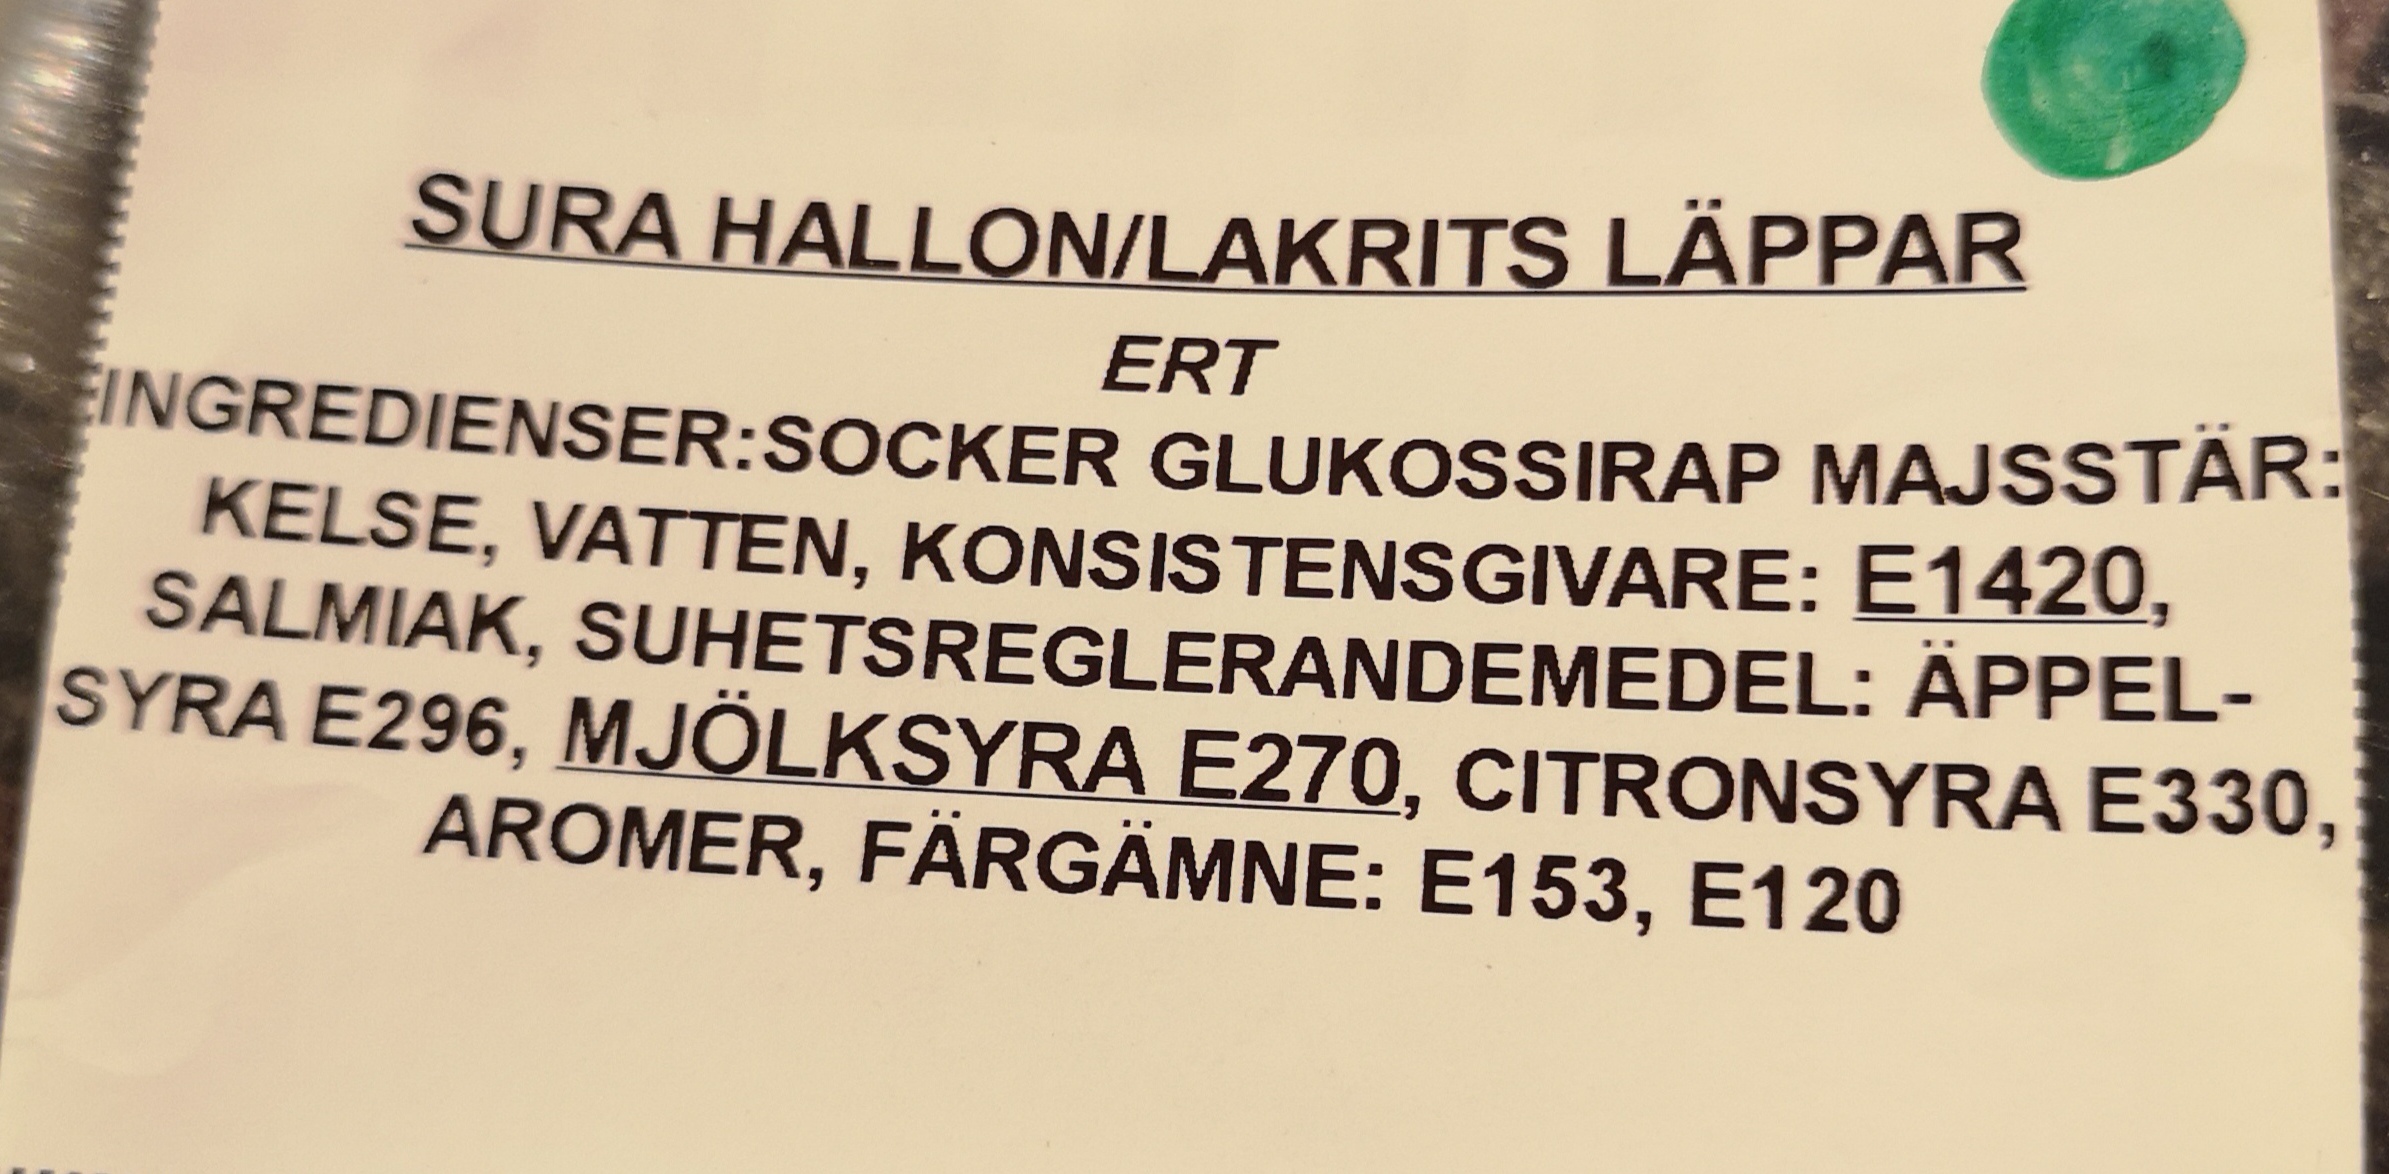 SURA HALLON/LAKRITS LÄPPAR
ERT
INGREDIENSER:SOCKER GLUKOSSIRAP MAJSSTÄR:
KELSE, VATTEN, KONSISTENSGIVARE: E1420,
SALMIAK, SUHETSREGLERANDEMEDEL: ÄPPEL-
SYRA E296, MJÖLKSYRA E270, CITRONSYRA E330,
AROMER, FÄRGÄMNE: E153, E120